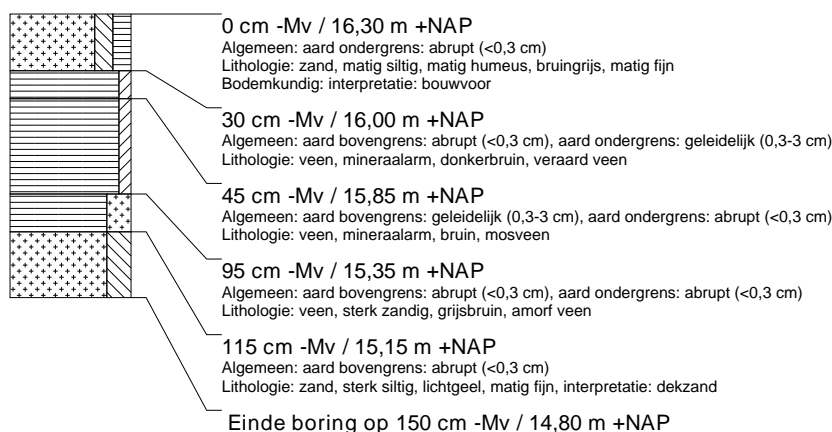 0 cm -Mv / 16,30 m +NAP
Algemeen: aard ondergrens: abrupt (<0,3 cm)
Lithologie: zand, matig siltig, matig humeus, bruingrijs, matig fijn
Bodemkundig: interpretatie: bouwvoor
30 cm -Mv / 16,00 m +NAP
Algemeen: aard bovengrens: abrupt (<0,3 cm), aard ondergrens: geleidelijk (0,3-3 cm)
Lithologie: veen, mineraalarm, donkerbruin, veraard veen
45 cm -Mv / 15,85 m +NAP
Algemeen: aard bovengrens: geleidelijk (0,3-3 cm), aard ondergrens: abrupt (<0,3 cm)
Lithologie: veen, mineraalarm, bruin, mosveen
95 cm -Mv / 15,35 m +NAP
Algemeen: aard bovengrens: abrupt (<0,3 cm), aard ondergrens: abrupt (<0,3 cm)
Lithologie: veen, sterk zandig, grijsbruin, amorf veen
115 cm -Mv / 15,15 m +NAP
Algemeen: aard bovengrens: abrupt (<0,3 cm)
Lithologie: zand, sterk siltig, lichtgeel, matig fijn, interpretatie: dekzand
Einde boring op 150 cm -Mv / 14,80 m +NAP